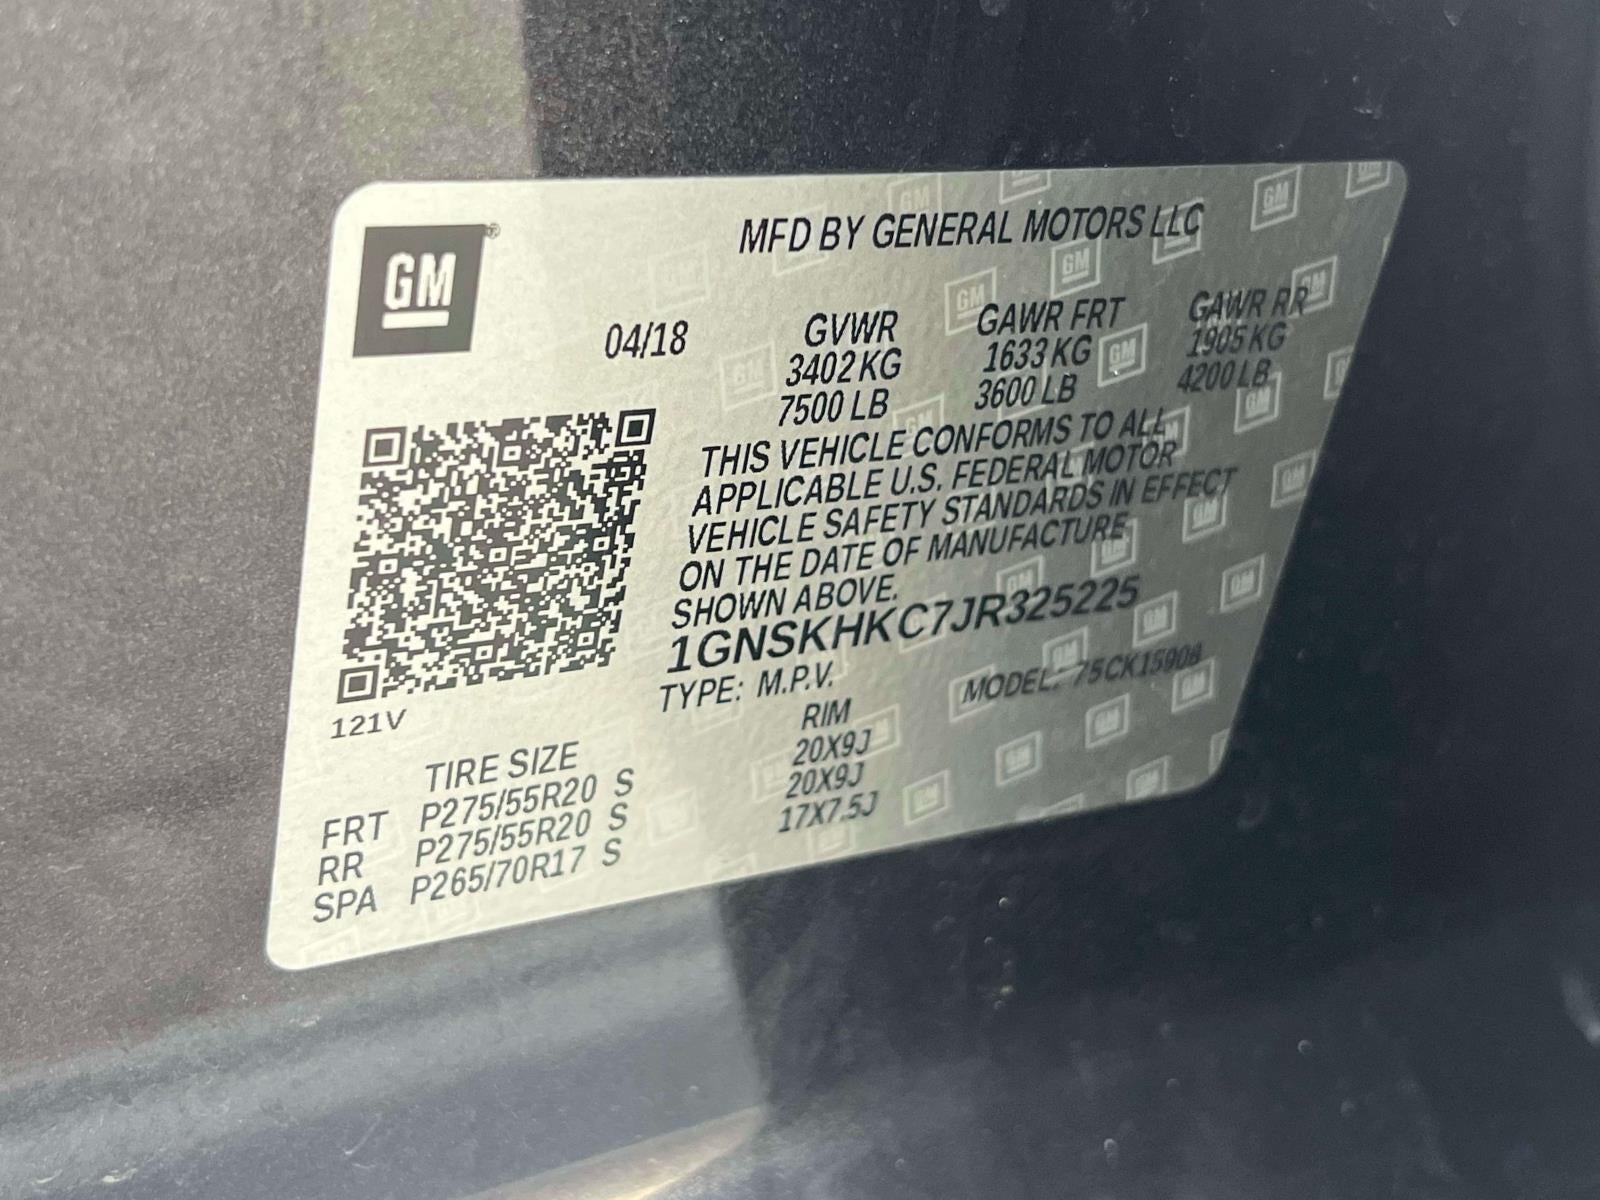 GM ®
MFD BY GENERAL MOTORS LLC
04/18 GVWR GAWR FRT GAWR RR
3402 KG 1633 KG 1905 KG
7500 LB 3600 LB 4200 LB
THIS VEHICLE CONFORMS TO ALL
APPLICABLE U.S. FEDERAL MOTOR
VEHICLE SAFETY STANDARDS IN EFFECT
ON THE DATE OF MANUFACTURE
SHOWN ABOVE.
1GNSKHKC7JR325225
TYPE: M.P.V. MODEL: 75CK15906
121V
TIRE SIZE RIM
FRT P275/55R20 S 20X9J
RR P275/55R20 S 20X9J
SPA P265/70R17 S 17X7.5J